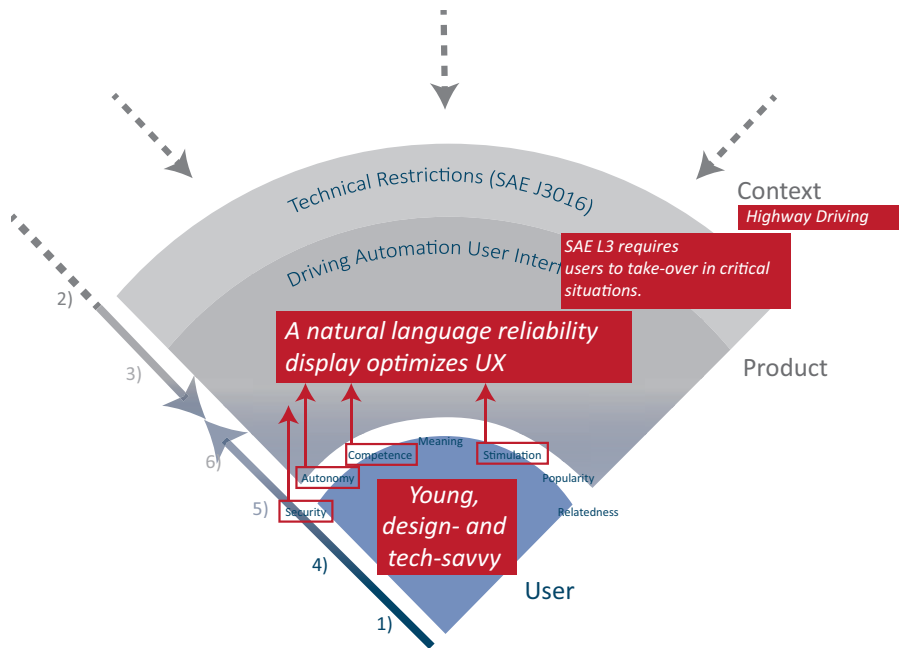 Technical Restrictions (SAE J3016)
Context
Highway Driving
Driving Automation User Interf
SAE L3 requires
users to take-over in critical
situations.
2)
A natural language reliability
display optimizes UX
3)
Product
Meaning
Competence
Stimulation
6)
Autonomy
Popularity
5)
Security
Relatedness
Young,
design- and
tech-savvy
4)
User
1)